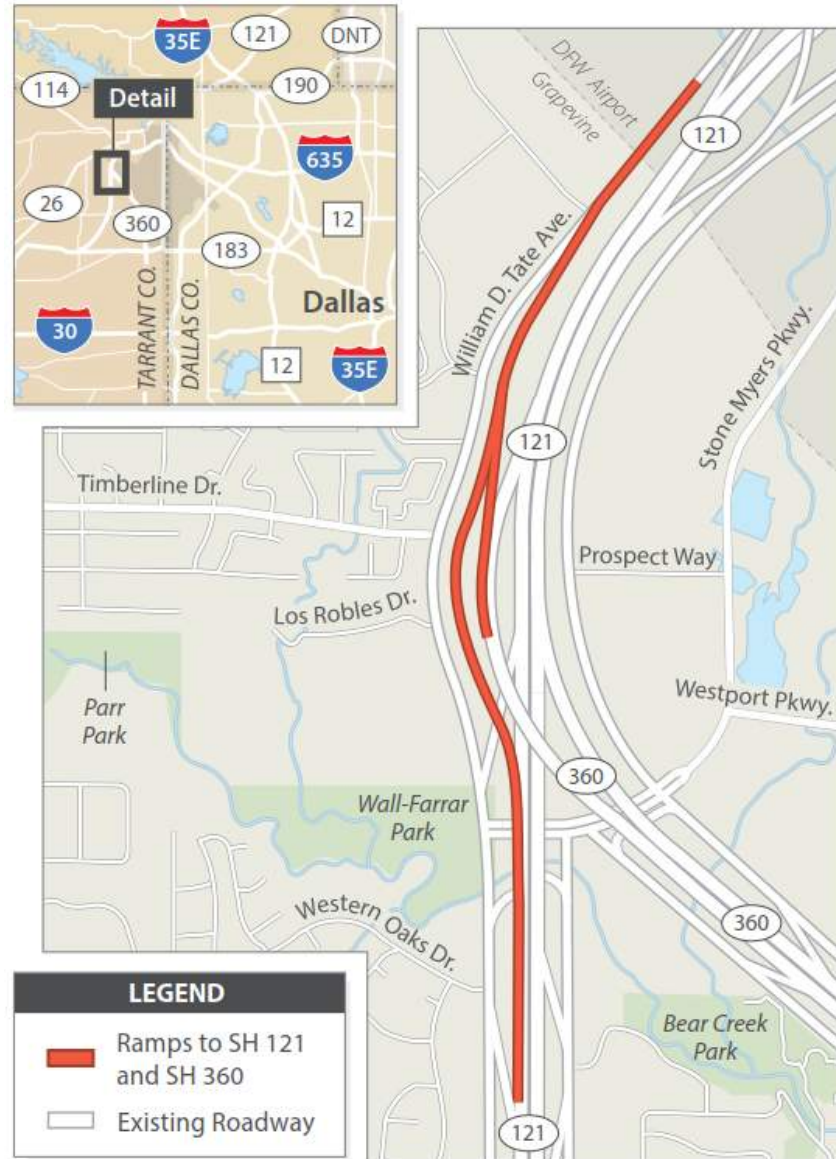 35E
121
DNT
114
Detail
190
635
26
360
12
183
TARRANT CO.
DALLAS CO.
Dallas
30
12
35E
DFW Airport
Grapevine
121
William D. Tate Ave.
Stone Myers Pkwy.
121
Timberline Dr.
Prospect Way
Los Robles Dr.
Parr
Park
Westport Pkwy.
360
Wall-Farrar
Park
Western Oaks Dr.
360
Bear Creek
Park
121
LEGEND
Ramps to SH 121
and SH 360
Existing Roadway